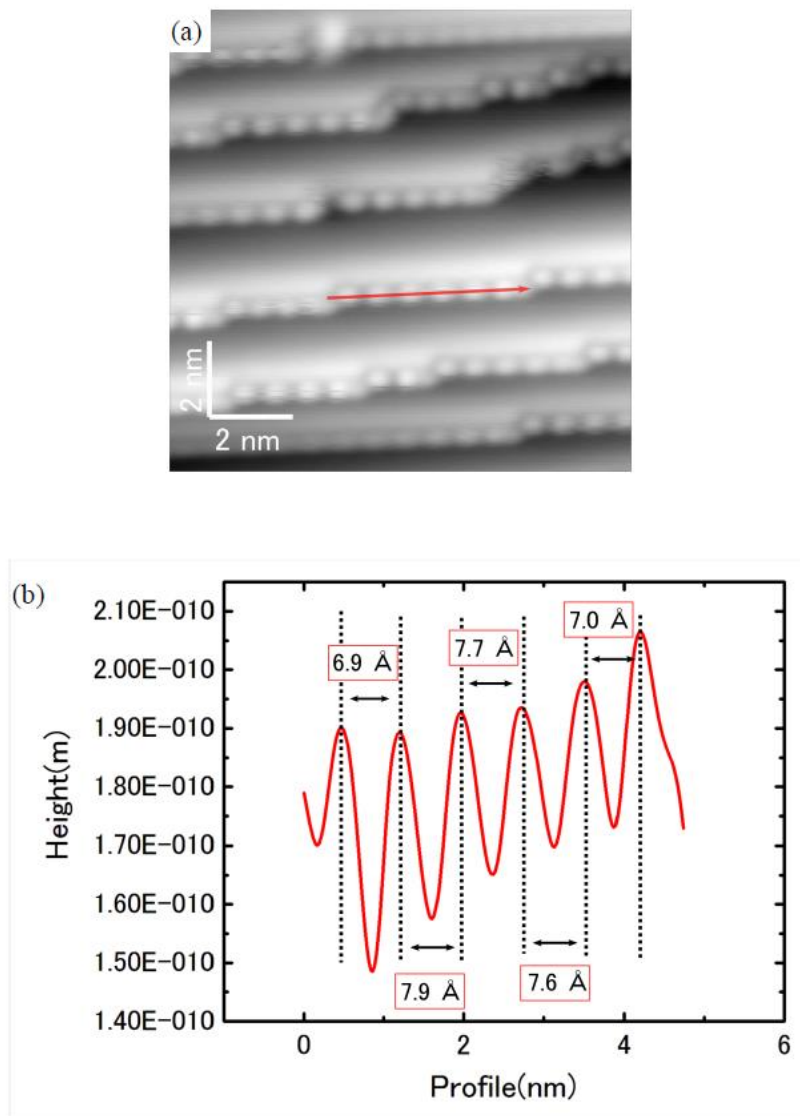 (a)
2 nm
2 nm
(b)
2.10E-010
2.00E-010
1.90E-010
1.80E-010
1.70E-010
1.60E-010
1.50E-010
1.40E-010
Height(m)
6.9 Å
7.7 Å
7.0 Å
7.9 Å
7.6 Å
0
2
4
6
Profile(nm)